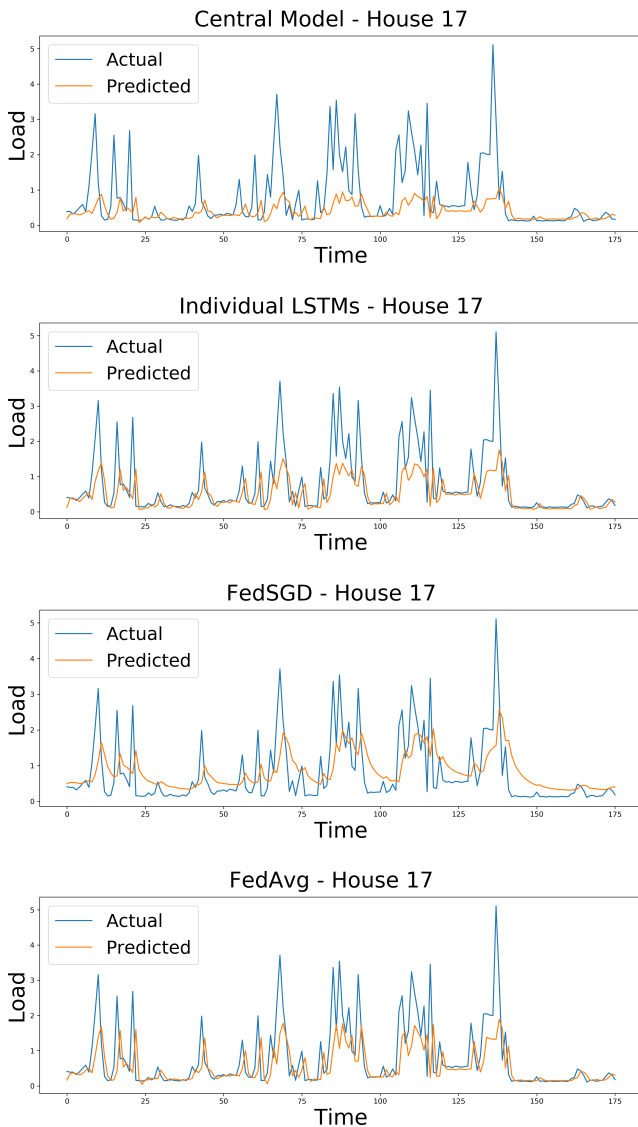 Central Model - House 17
Actual
Predicted
Load
5
4
3
2
1
0
0 25 50 75 100 125 150 175
Time
Individual LSTMs - House 17
Actual
Predicted
Load
5
4
3
2
1
0
0 25 50 75 100 125 150 175
Time
FedSGD - House 17
Actual
Predicted
Load
5
4
3
2
1
0
0 25 50 75 100 125 150 175
Time
FedAvg - House 17
Actual
Predicted
Load
5
4
3
2
1
0
0 25 50 75 100 125 150 175
Time